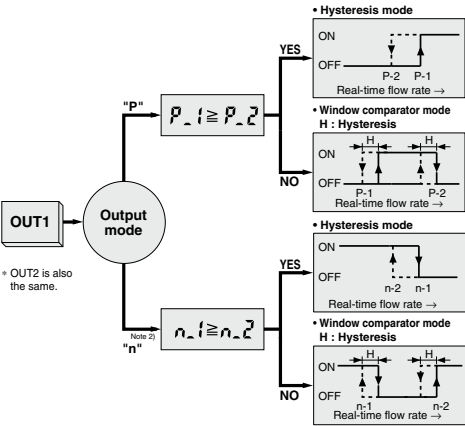 • Hysteresis mode
ON
OFF
P-2 P-1
Real-time flow rate →
YES
"P"
P_1 ≧ P_2
• Window comparator mode
H : Hysteresis
H H
ON
OFF
P-1 P-2
Real-time flow rate →
NO
OUT1
Output
mode
∗ OUT2 is also
the same.
• Hysteresis mode
ON
OFF
n-2 n-1
Real-time flow rate →
YES
Note 2)
"n"
n_1≧n_2
• Window comparator mode
H : Hysteresis
H H
ON
OFF
n-1 n-2
Real-time flow rate →
NO